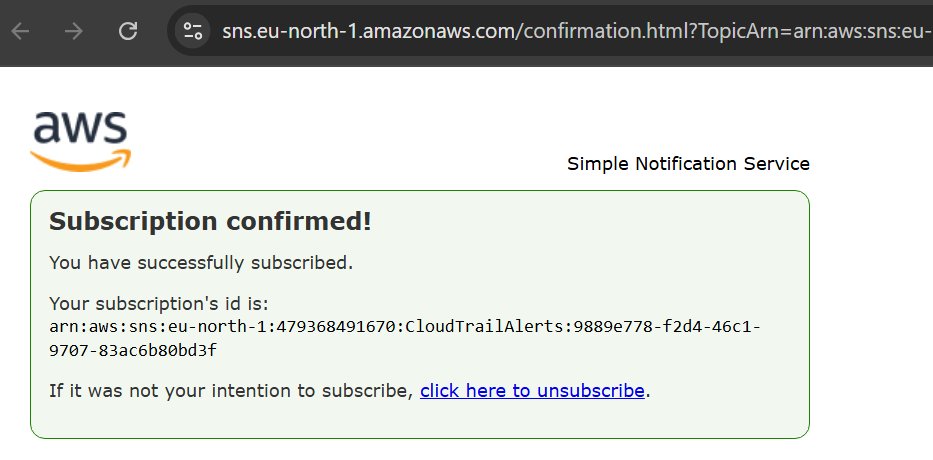 sns.eu-north-1.amazonaws.com/confirmation.html?TopicArn=arn:aws:sns:eu-
aws
Simple Notification Service
Subscription confirmed!
You have successfully subscribed.
Your subscription's id is:
arn:aws:sns:eu-north-1:479368491670:CloudTrailAlerts:9889e778-f2d4-46c1-
9707-83ac6b80bd3f
If it was not your intention to subscribe, click here to unsubscribe.